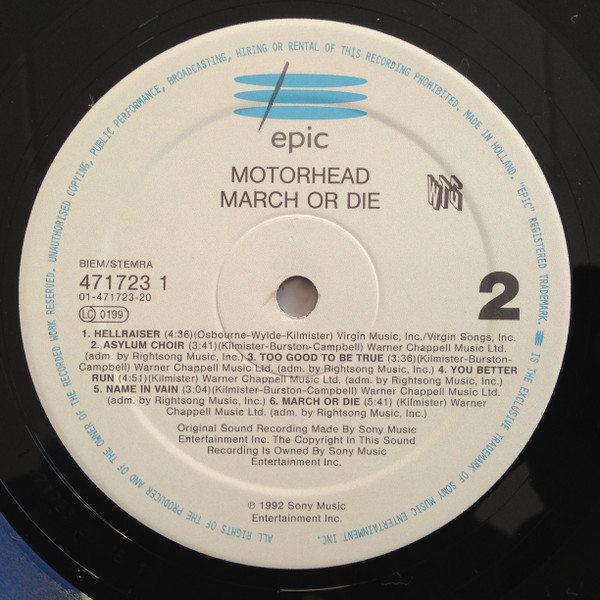 UNAUTHORISED COPYING, PUBLIC PERFORMANCE, BROADCASTING, HIRING OR RENTAL OF THIS RECORDING PROHIBITED. MADE IN HOLLAND. "EPIC" REGISTERED TRADEMARK. IS THE EXCLUSIVE TRADEMARK OF SONY MUSIC ENTERTAINMENT INC.
ALL RIGHTS OF THE PRODUCER AND OF THE OWNER OF THE RECORDED WORK RESERVED.
epic
MOTORHEAD
MARCH OR DIE
WTG
BIEM/STEMRA
471723 1
01-471723-20
LC 0199
2
1. HELLRAISER (4:36)(Osbourne-Wylde-Kilmister) Virgin Music, Inc./Virgin Songs, Inc.
2. ASYLUM CHOIR (3:41)(Kilmister-Burston-Campbell) Warner Chappell Music Ltd.
(adm. by Rightsong Music, Inc.) 3. TOO GOOD TO BE TRUE (3:36)(Kilmister-Burston-
Campbell) Warner Chappell Music Ltd. (adm. by Rightsong Music, Inc.) 4. YOU BETTER
RUN (4:51)(Kilmister) Warner Chappell Music Ltd. (adm. by Rightsong Music, Inc.)
5. NAME IN VAIN (3:04)(Kilmister-Burston-Campbell) Warner Chappell Music Ltd.
(adm. by Rightsong Music, Inc.) 6. MARCH OR DIE (5:41) (Kilmister) Warner
Chappell Music Ltd. (adm. by Rightsong Music, Inc.)
Original Sound Recording Made By Sony Music
Entertainment Inc. The Copyright In This Sound
Recording Is Owned By Sony Music
Entertainment Inc.
℗ 1992 Sony Music
Entertainment Inc.